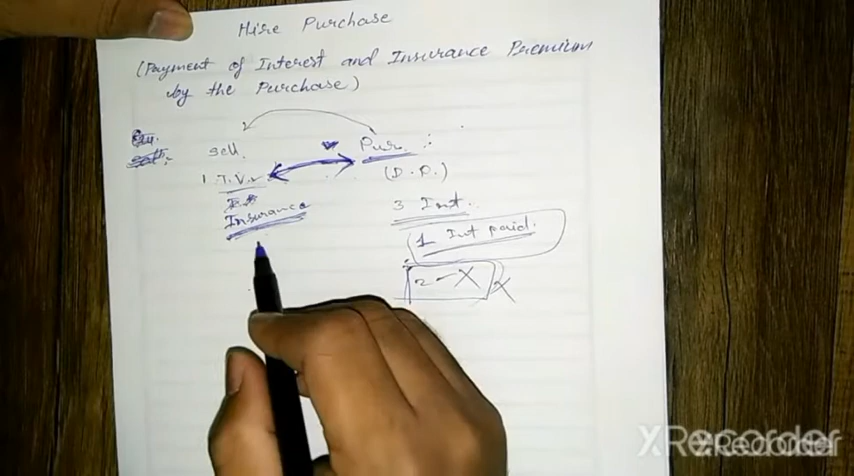 Hire Purchase
(Payment of Interest and Insurance Premium
by the Purchase)
Sell. Pur.
1. T.V. (D.P.)
Insurance 3 Int.
1 Int paid.
2 - X X
XRecorder XRecorder